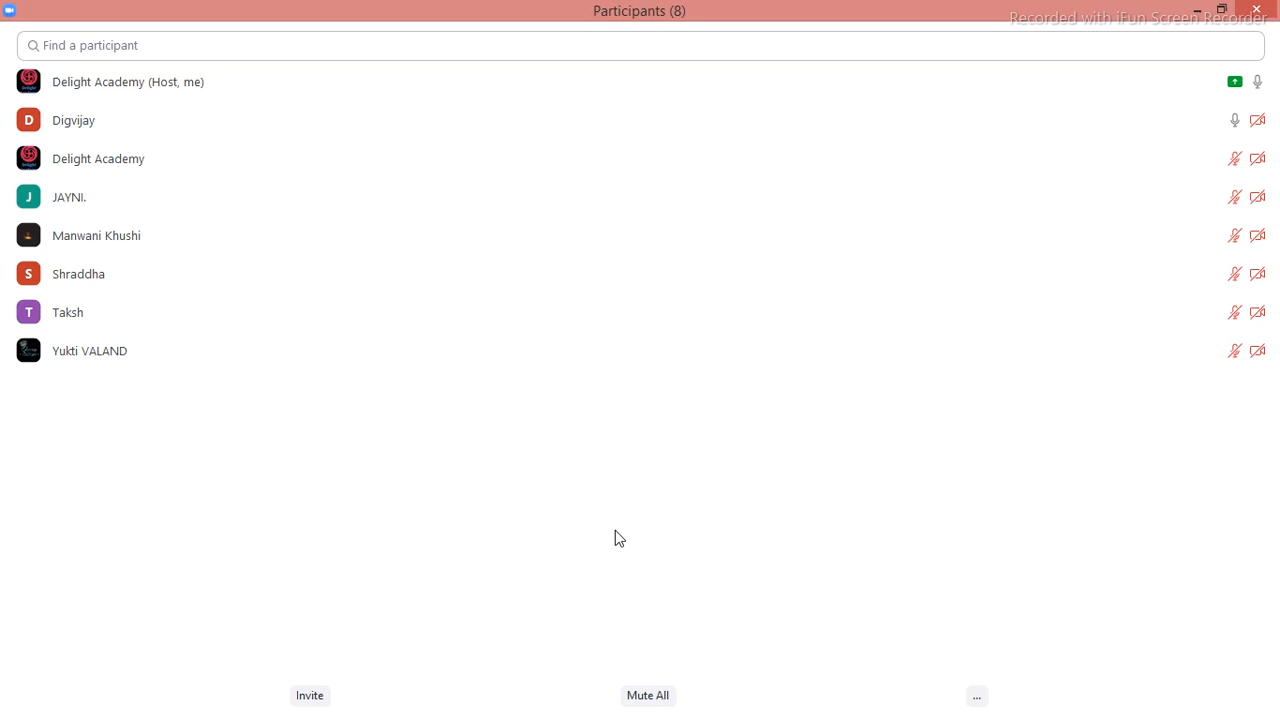 Participants (8)
Recorded with iFun Screen Recorder
Find a participant
Delight Academy (Host, me)
D Digvijay
Delight Academy
J JAYNI.
Manwani Khushi
S Shraddha
T Taksh
Yukti VALAND
Invite
Mute All
...